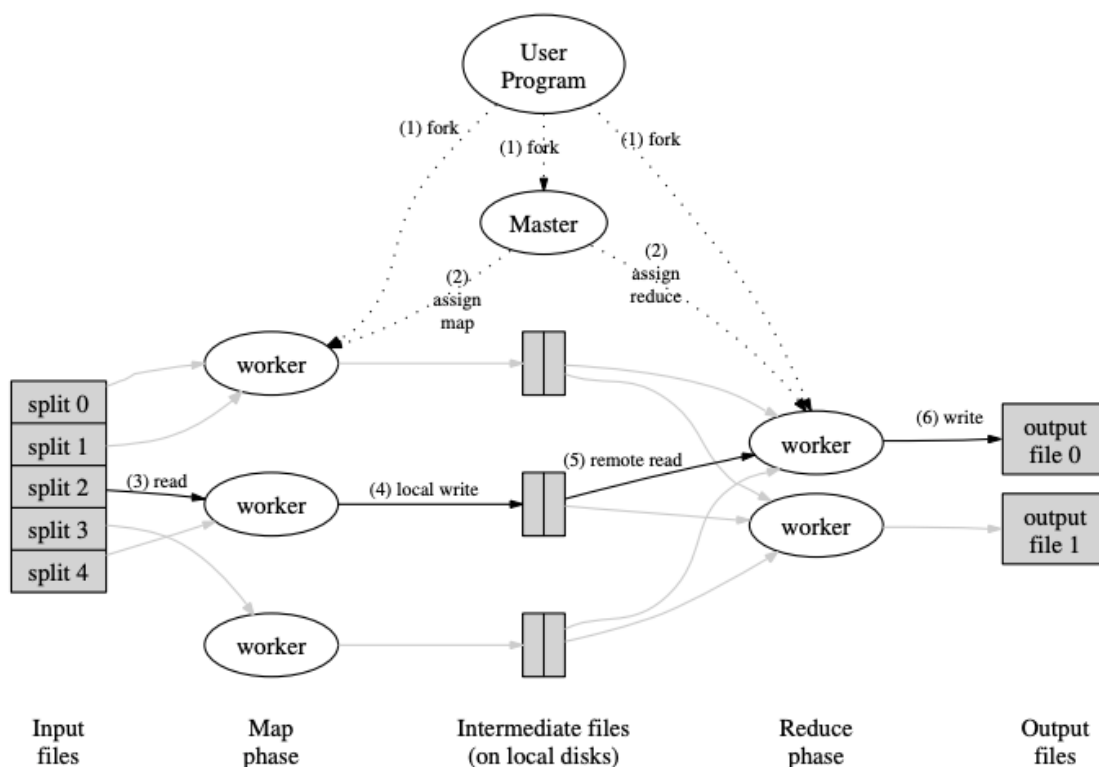 User
Program
(1) fork
(1) fork
(1) fork
Master
(2)
assign
map
(2)
assign
reduce
worker
split 0
split 1
split 2
split 3
split 4
(3) read
worker
(4) local write
(5) remote read
worker
(6) write
output
file 0
worker
output
file 1
worker
Input
files
Map
phase
Intermediate files
(on local disks)
Reduce
phase
Output
files